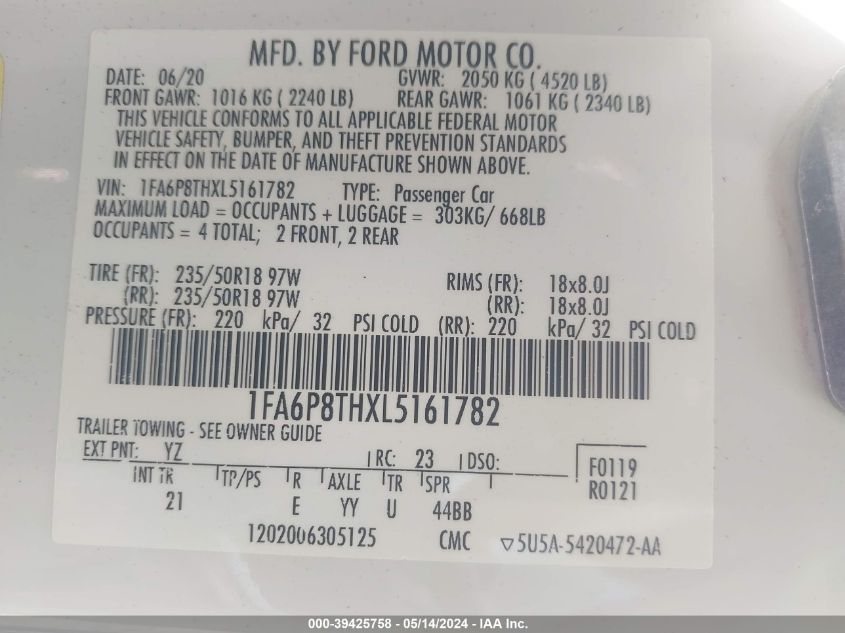 MFD. BY FORD MOTOR CO.
DATE: 06/20 GVWR: 2050 KG ( 4520 LB)
FRONT GAWR: 1016 KG ( 2240 LB) REAR GAWR: 1061 KG ( 2340 LB)
THIS VEHICLE CONFORMS TO ALL APPLICABLE FEDERAL MOTOR
VEHICLE SAFETY, BUMPER, AND THEFT PREVENTION STANDARDS
IN EFFECT ON THE DATE OF MANUFACTURE SHOWN ABOVE.
VIN: 1FA6P8THXL5161782 TYPE: Passenger Car
MAXIMUM LOAD = OCCUPANTS + LUGGAGE = 303KG/ 668LB
OCCUPANTS = 4 TOTAL; 2 FRONT, 2 REAR
TIRE (FR): 235/50R18 97W RIMS (FR): 18x8.0J
(RR): 235/50R18 97W (RR): 18x8.0J
PRESSURE (FR): 220 kPa/ 32 PSI COLD (RR): 220 kPa/ 32 PSI COLD
1FA6P8THXL5161782
TRAILER TOWING - SEE OWNER GUIDE
EXT PNT: YZ RC: 23 DSO: F0119
R0121
INT TR TP/PS R AXLE TR SPR
21 E YY U 44BB
1202006305125 CMC ▽5U5A-5420472-AA
000-39425758 - 05/14/2024 - IAA Inc.